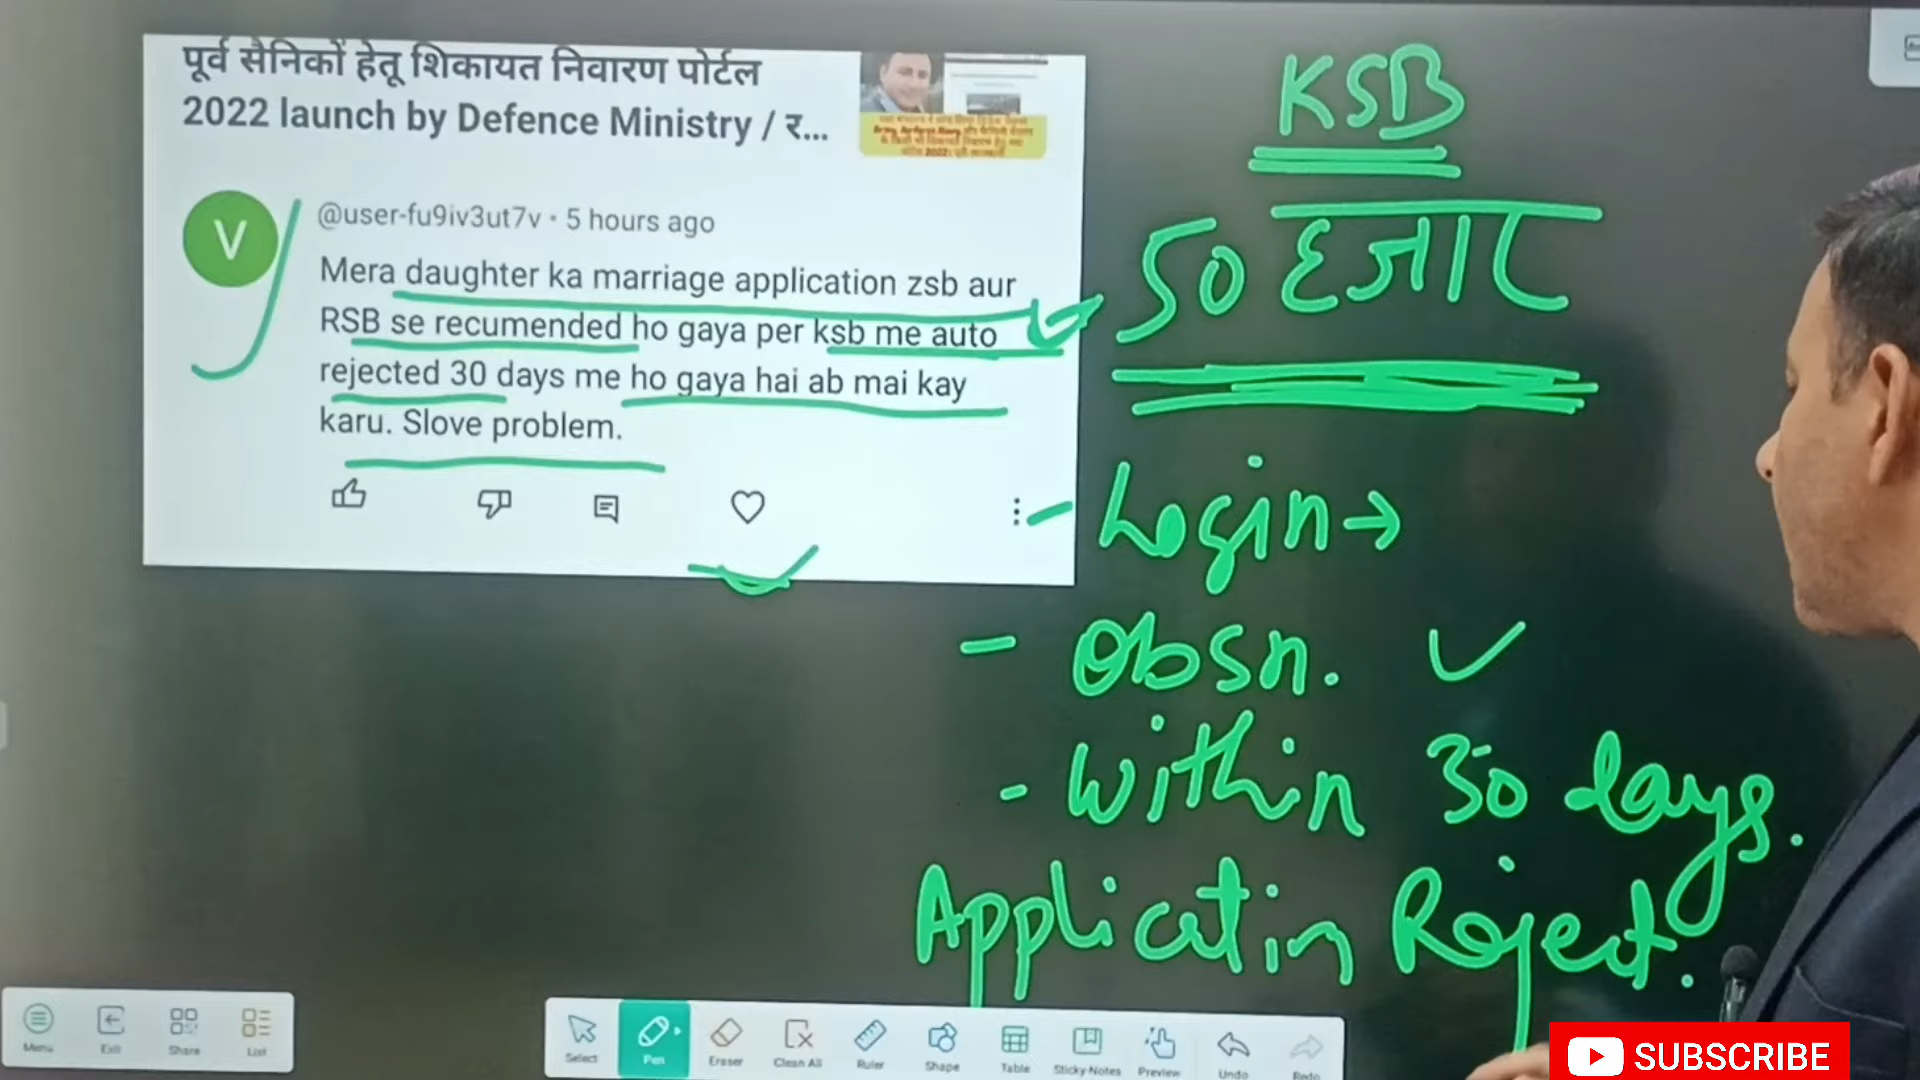 पूर्व सैनिकों हेतू शिकायत निवारण पोर्टल
2022 launch by Defence Ministry / र...
V
@user-fu9iv3ut7v • 5 hours ago
Mera daughter ka marriage application zsb aur
RSB se recumended ho gaya per ksb me auto
rejected 30 days me ho gaya hai ab mai kay
karu. Slove problem.
KSB
50 हजार
- Login →
- Obsn. ✓
- Within 30 days.
Application Reject.
Menu
Exit
Share
List
Select
Pen
Eraser
Clean All
Ruler
Shape
Table
Sticky Notes
Preview
Undo
Redo
SUBSCRIBE